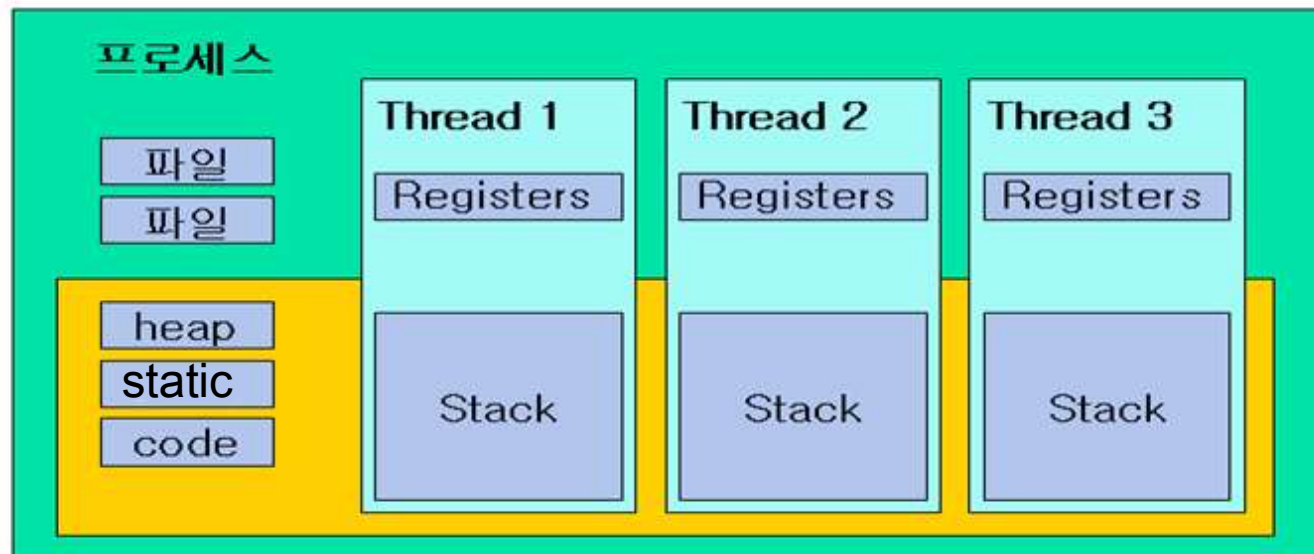 프로세스
파일
파일
heap
static
code
Thread 1
Registers
Stack
Thread 2
Registers
Stack
Thread 3
Registers
Stack